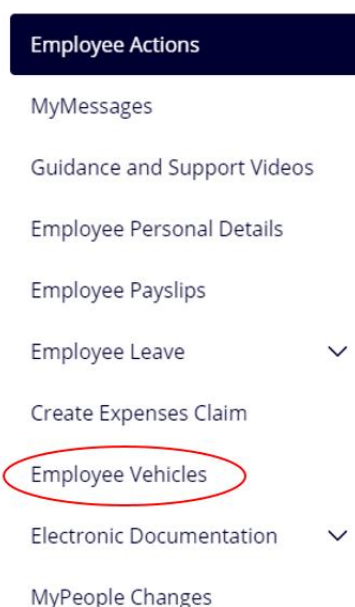 Employee Actions
MyMessages
Guidance and Support Videos
Employee Personal Details
Employee Payslips
Employee Leave
Create Expenses Claim
Employee Vehicles
Electronic Documentation
MyPeople Changes